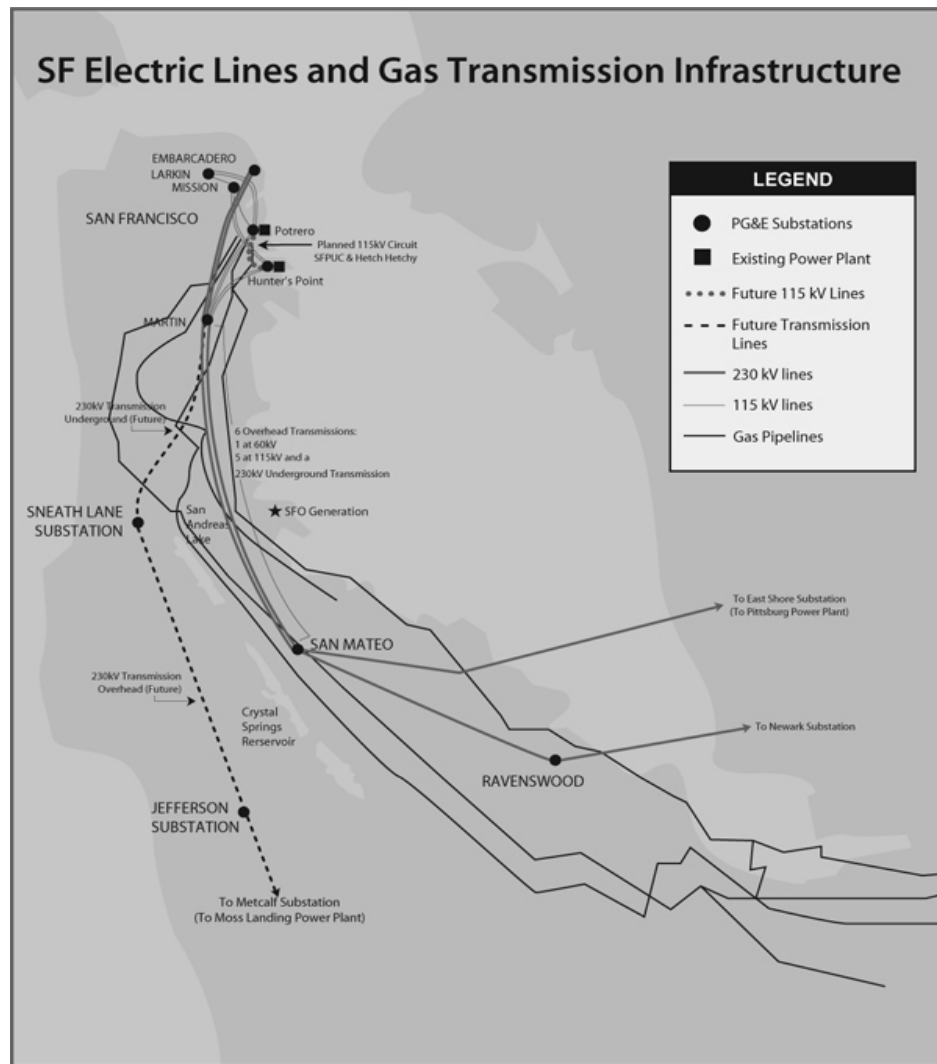 SF Electric Lines and Gas Transmission Infrastructure
EMBARCADERO
LARKIN
MISSION
SAN FRANCISCO
Potrero
Planned 115kV Circuit
SFPUC & Hetch Hetchy
Hunter's Point
MARTIN
230kV Transmission
Underground (Future)
6 Overhead Transmissions:
1 at 60kV
5 at 115kV and a
230kV Underground Transmission
SNEATH LANE
SUBSTATION
San
Andreas
Lake
SFO Generation
SAN MATEO
To East Shore Substation
(To Pittsburg Power Plant)
230kV Transmission
Overhead (Future)
Crystal
Springs
Rerservoir
To Newark Substation
RAVENSWOOD
JEFFERSON
SUBSTATION
To Metcalf Substation
(To Moss Landing Power Plant)
LEGEND
PG&E Substations
Existing Power Plant
Future 115 kV Lines
Future Transmission
Lines
230 kV lines
115 kV lines
Gas Pipelines